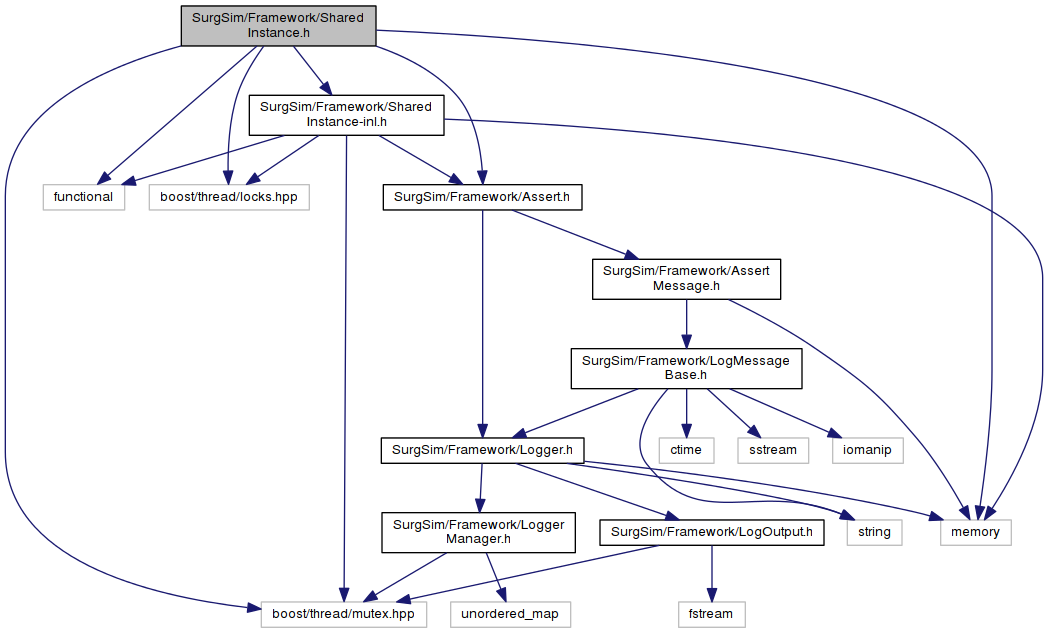 SurgSim/Framework/Shared
Instance.h
SurgSim/Framework/Shared
Instance-inl.h
functional
boost/thread/locks.hpp
SurgSim/Framework/Assert.h
SurgSim/Framework/Assert
Message.h
SurgSim/Framework/LogMessage
Base.h
SurgSim/Framework/Logger.h
ctime
sstream
iomanip
SurgSim/Framework/Logger
Manager.h
SurgSim/Framework/LogOutput.h
string
memory
boost/thread/mutex.hpp
unordered_map
fstream